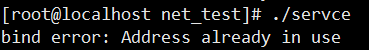 [root@localhost net_test]# ./servce
bind error: Address already in use